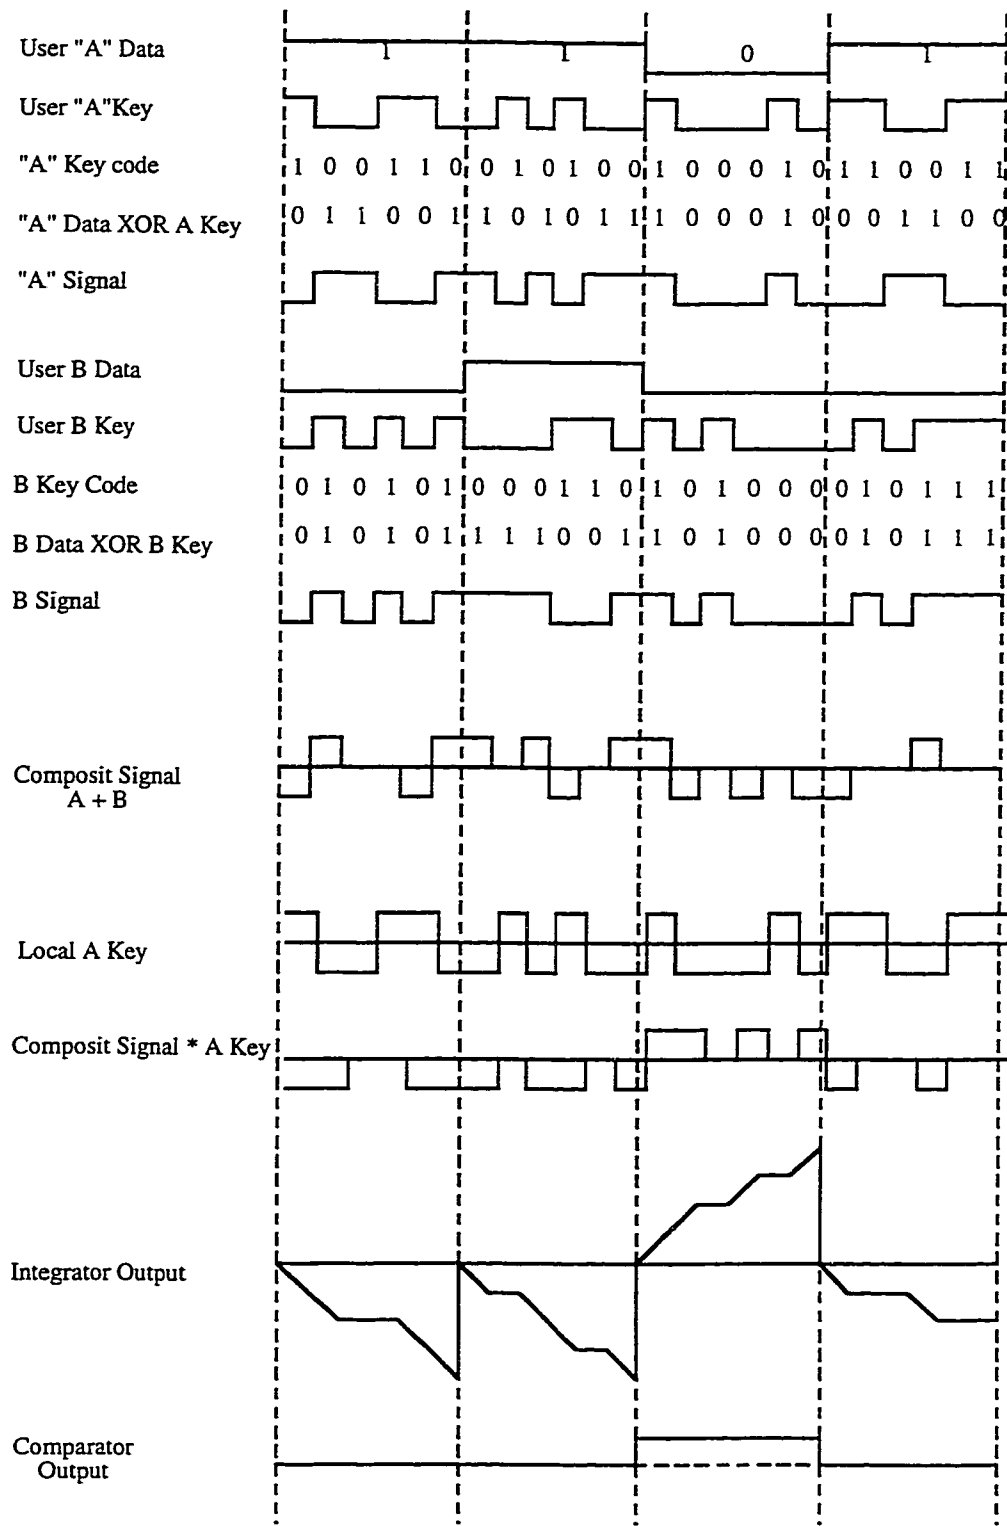 User "A" Data
1 1 0 1
User "A"Key
"A" Key code
1 0 0 1 1 0 0 1 0 1 0 0 1 0 0 0 1 0 1 1 0 0 1 1
"A" Data XOR A Key
0 1 1 0 0 1 1 0 1 0 1 1 1 0 0 0 1 0 0 0 1 1 0 0
"A" Signal
User B Data
User B Key
B Key Code
0 1 0 1 0 1 0 0 0 1 1 0 1 0 1 0 0 0 0 1 0 1 1 1
B Data XOR B Key
0 1 0 1 0 1 1 1 1 0 0 1 1 0 1 0 0 0 0 1 0 1 1 1
B Signal
Composit Signal
A + B
Local A Key
Composit Signal * A Key
Integrator Output
Comparator
Output